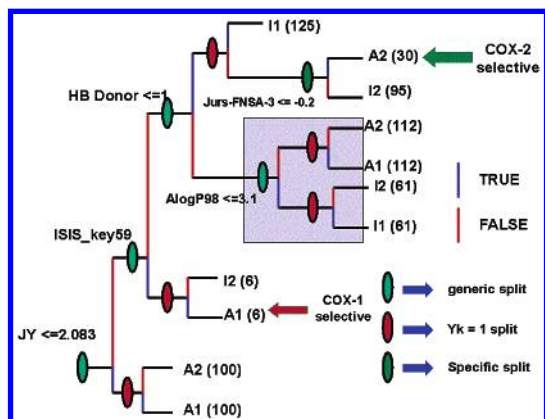 I1 (125)
A2 (30)
COX-2
selective
HB Donor <=1
Jurs-FNSA-3 <= -0.2
I2 (95)
A2 (112)
A1 (112)
AlogP98 <=3.1
I2 (61)
I1 (61)
TRUE
FALSE
ISIS_key59
I2 (6)
A1 (6)
COX-1
selective
generic split
JY <=2.083
Yk = 1 split
A2 (100)
Specific split
A1 (100)